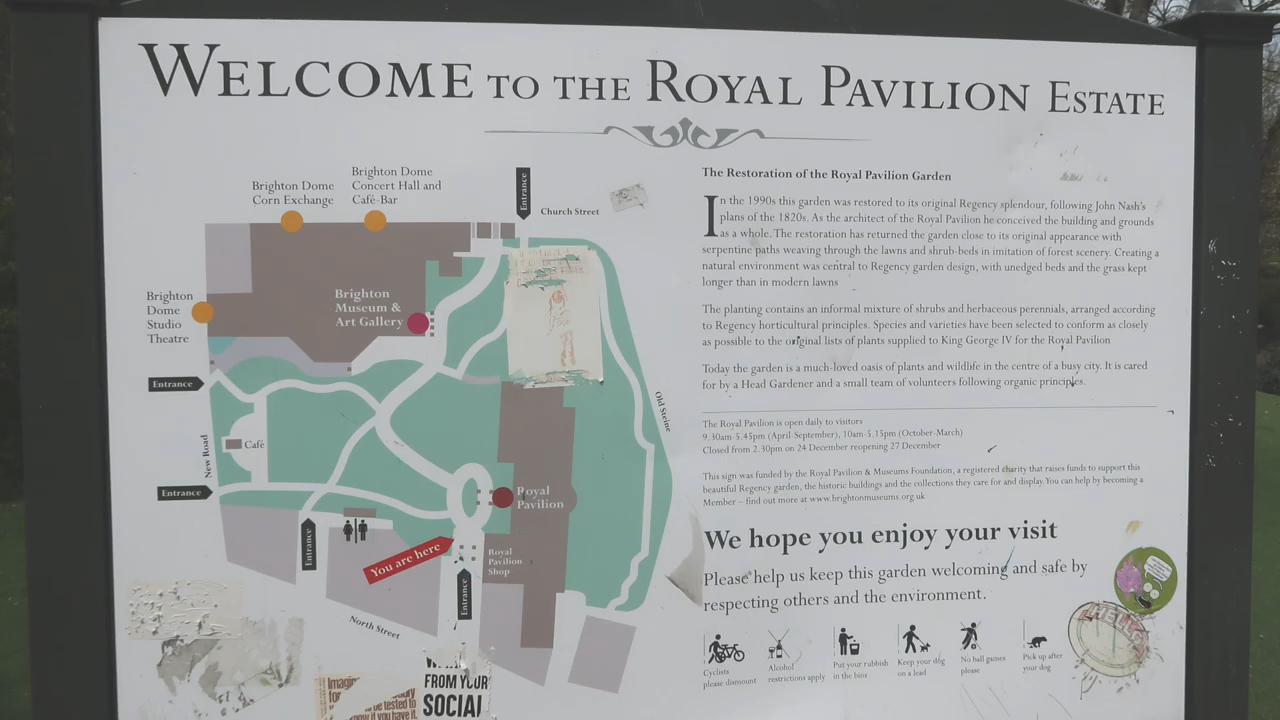 WELCOME TO THE ROYAL PAVILION ESTATE
Brighton Dome
Corn Exchange
Brighton Dome
Concert Hall and
Café-Bar
Entrance
Church Street
Brighton
Dome
Studio
Theatre
Brighton
Museum &
Art Gallery
Entrance
Old Steine
New Road
Café
Entrance
Royal
Pavilion
Entrance
You are here
Royal
Pavilion
Shop
Entrance
North Street
The Restoration of the Royal Pavilion Garden
In the 1990s this garden was restored to its original Regency splendour, following John Nash's
plans of the 1820s. As the architect of the Royal Pavilion he conceived the building and grounds
as a whole. The restoration has returned the garden close to its original appearance with
serpentine paths weaving through the lawns and shrub-beds in imitation of forest scenery. Creating a
natural environment was central to Regency garden design, with unedged beds and the grass kept
longer than in modern lawns
The planting contains an informal mixture of shrubs and herbaceous perennials, arranged according
to Regency horticultural principles. Species and varieties have been selected to conform as closely
as possible to the original lists of plants supplied to King George IV for the Royal Pavilion
Today the garden is a much-loved oasis of plants and wildlife in the centre of a busy city. It is cared
for by a Head Gardener and a small team of volunteers following organic principles.
The Royal Pavilion is open daily to visitors
9.30am-5.45pm (April-September), 10am-5.15pm (October-March)
Closed from 2.30pm on 24 December reopening 27 December
This sign was funded by the Royal Pavilion & Museums Foundation, a registered charity that raises funds to support this
beautiful Regency garden, the historic buildings and the collections they care for and display. You can help by becoming a
Member – find out more at www.brightonmuseums.org.uk
We hope you enjoy your visit
Please help us keep this garden welcoming and safe by
respecting others and the environment.
Cyclists
please dismount
Alcohol
restrictions apply
Put your rubbish
in the bins
Keep your dog
on a lead
No ball games
please
Pick up after
your dog
HELLS
FROM YOUR
SOCIAL
for
to be tested to
know if you have it.